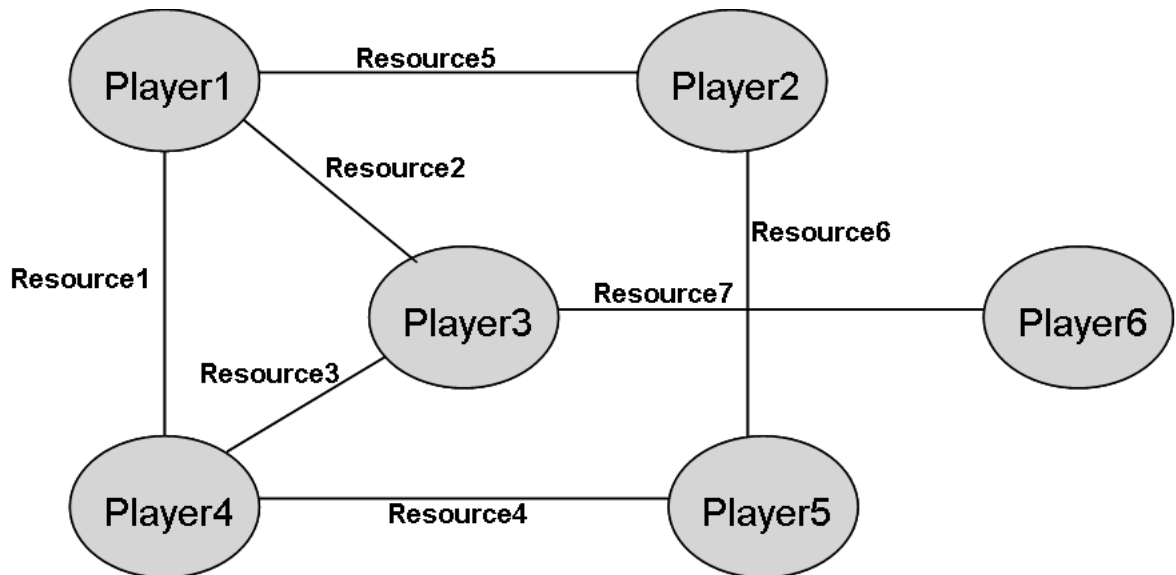 Resource5
Player1
Player2
Resource2
Resource6
Resource1
Resource7
Player3
Player6
Resource3
Player4
Resource4
Player5